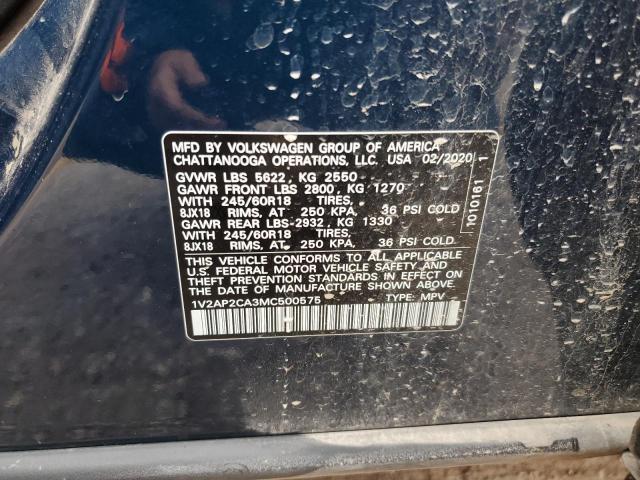 MFD BY VOLKSWAGEN GROUP OF AMERICA
CHATTANOOGA OPERATIONS, LLC. USA 02/2020
GVWR LBS 5622, KG 2550
GAWR FRONT LBS 2800, KG 1270
WITH 245/60R18 TIRES,
8JX18 RIMS, AT 250 KPA, 36 PSI COLD
GAWR REAR LBS-2932, KG 1330
WITH 245/60R18 TIRES,
8JX18 RIMS, AT 250 KPA, 36 PSI COLD.
THIS VEHICLE CONFORMS TO ALL APPLICABLE
U.S. FEDERAL MOTOR VEHICLE SAFETY AND
THEFT PREVENTION STANDARDS IN EFFECT ON
THE DATE OF MANUFACTURE SHOWN ABOVE.
1V2AP2CA3MC500575 TYPE: MPV
1010161 1